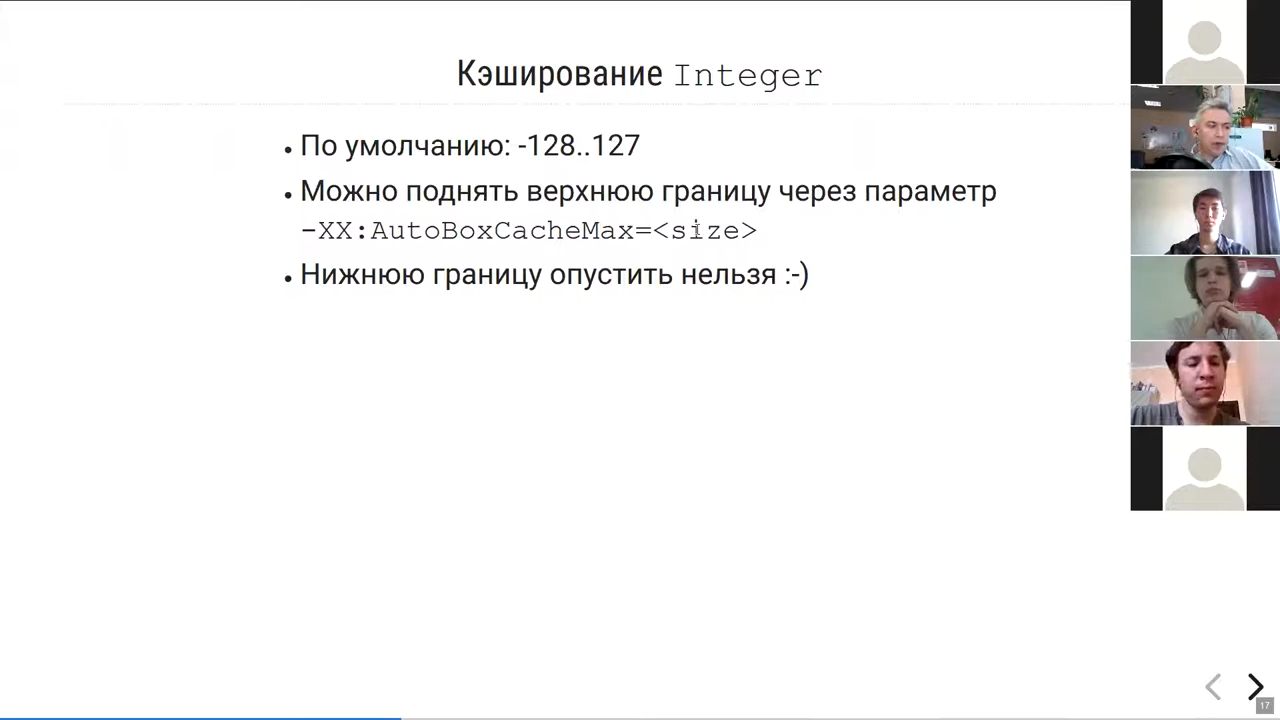 Кэширование Integer
• По умолчанию: -128..127
• Можно поднять верхнюю границу через параметр
-XX:AutoBoxCacheMax=<size>
• Нижнюю границу опустить нельзя :-)
17